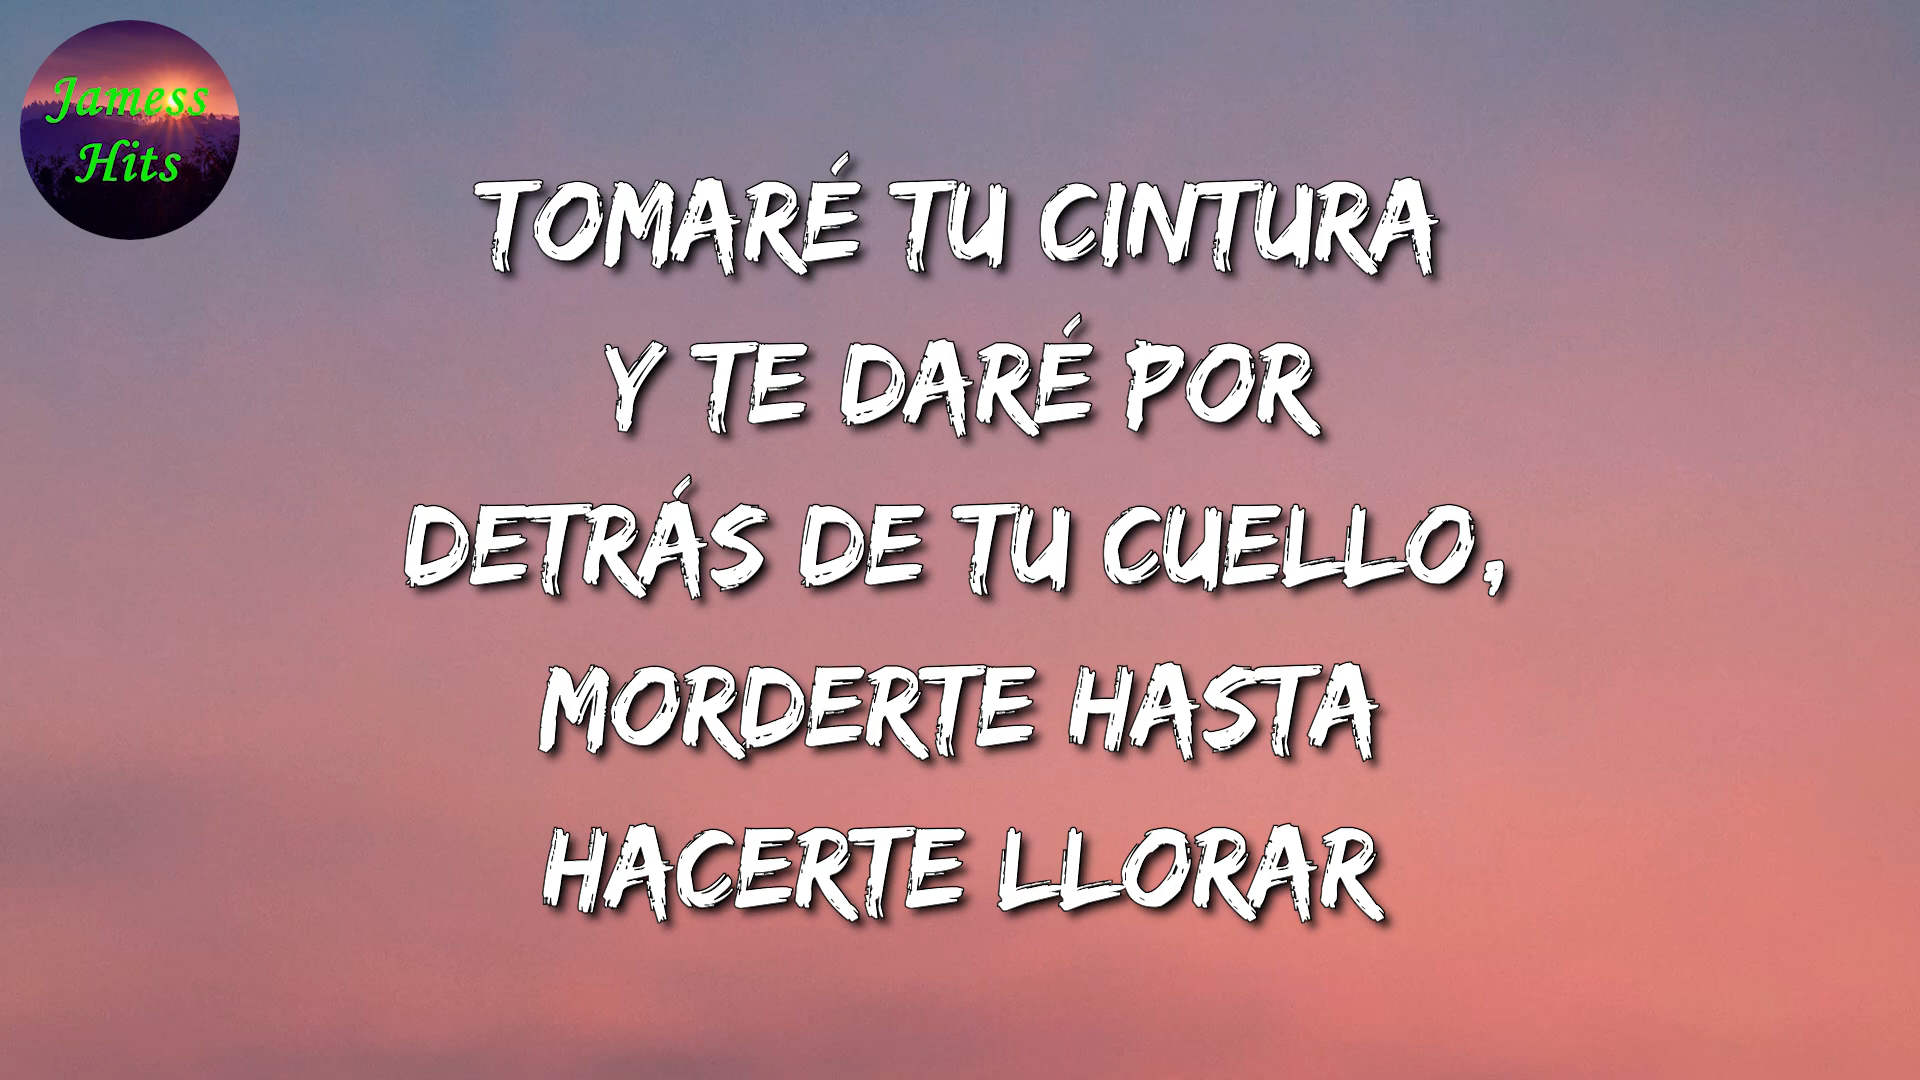 Jamess
Hits
TOMARÉ TU CINTURA
Y TE DARÉ POR
DETRÁS DE TU CUELLO,
MORDERTE HASTA
HACERTE LLORAR